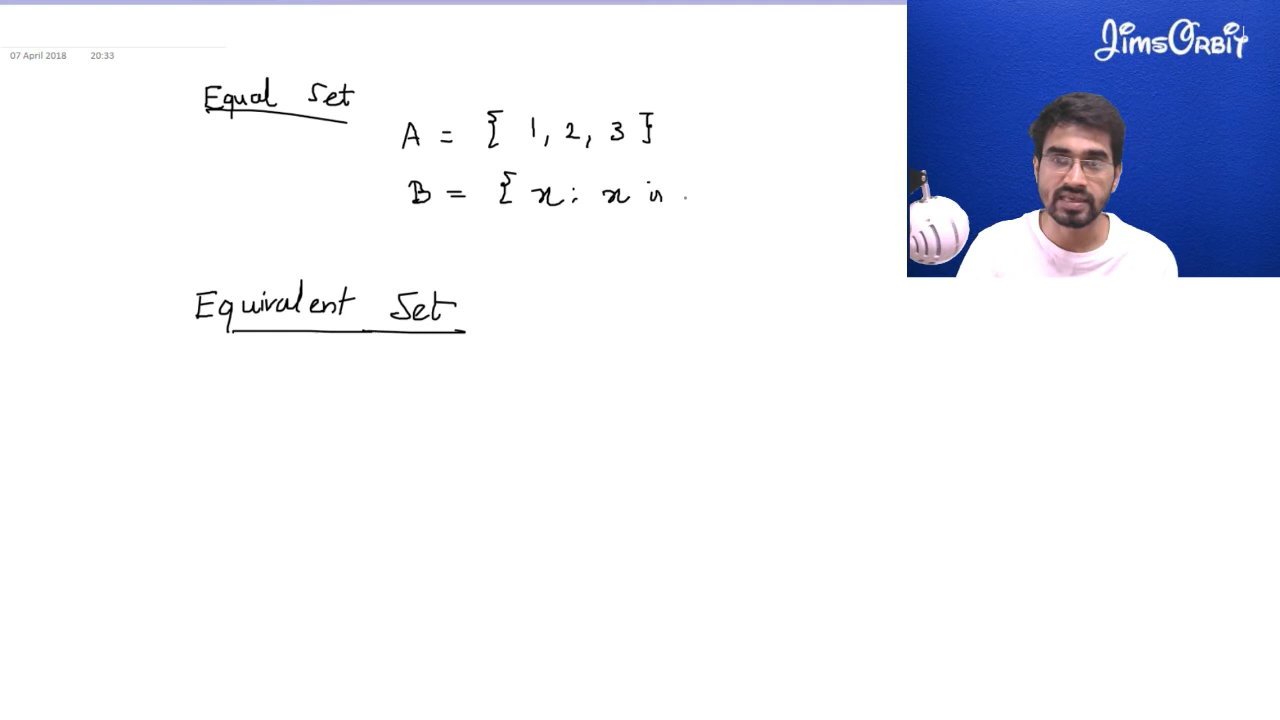 JimsOrbit
07 April 2018 20:33
Equal Set
A = { 1, 2, 3 }
B = { x : x is
Equivalent Set